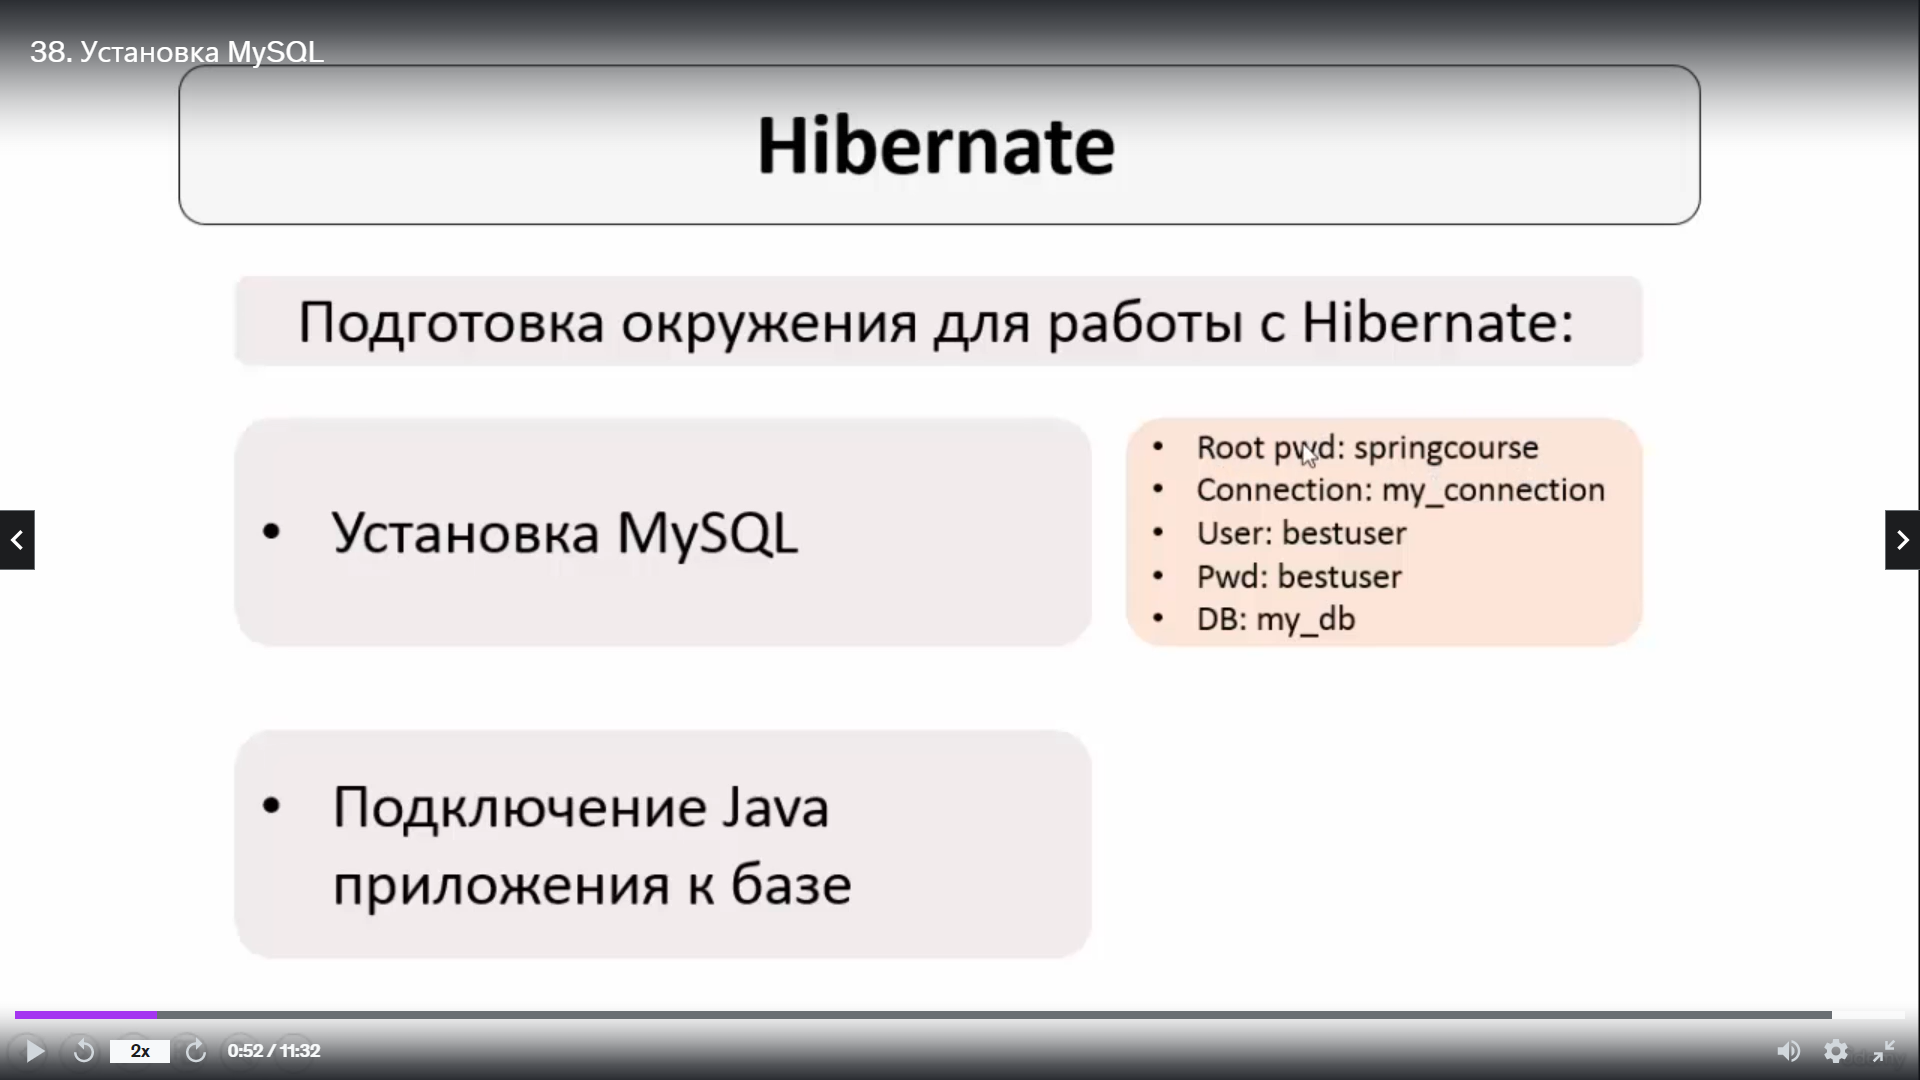 38. Установка MySQL
Hibernate
Подготовка окружения для работы с Hibernate:
• Установка MySQL
• Root pwd: springcourse
• Connection: my_connection
• User: bestuser
• Pwd: bestuser
• DB: my_db
• Подключение Java
приложения к базе
2x
0:52 / 11:32